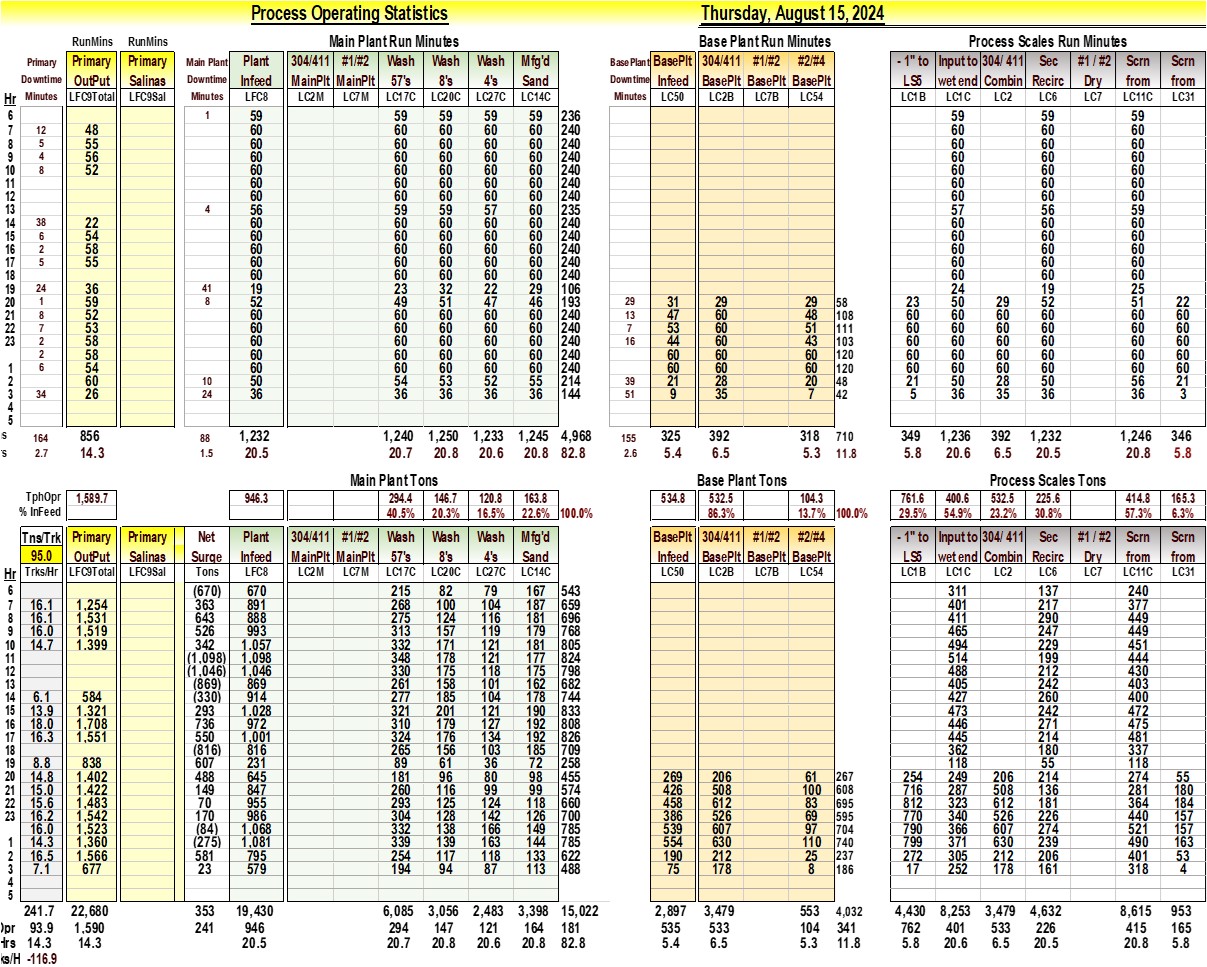 Process Operating Statistics Thursday, August 15, 2024
RunMins RunMins Main Plant Run Minutes Base Plant Run Minutes Process Scales Run Minutes
Primary Primary Primary Main Plant Plant 304/411 #1/#2 Wash Wash Wash Mfg'd BasePlant BasePlt 304/411 #1/#2 #2/#4 - 1" to Input to 304/ 411 Sec #1 / #2 Scrn Scrn
Downtime OutPut Salinas Downtime Infeed MainPlt MainPlt 57's 8's 4's Sand Downtime Infeed BasePlt BasePlt BasePlt LS5 wet end Combin Recirc Dry from from
Hr Minutes LFC9Total LFC9Sal Minutes LFC8 LC2M LC7M LC17C LC20C LC27C LC14C Minutes LC50 LC2B LC7B LC54 LC1B LC1C LC2 LC6 LC7 LC11C LC31
6 1 59 59 59 59 59 236 59 59 59
7 12 48 60 60 60 60 60 240 60 60 60
8 5 55 60 60 60 60 60 240 60 60 60
9 4 56 60 60 60 60 60 240 60 60 60
10 8 52 60 60 60 60 60 240 60 60 60
11 60 60 60 60 60 240 60 60 60
12 60 60 60 60 60 240 60 60 60
13 4 56 59 59 57 60 235 57 56 59
14 38 22 60 60 60 60 60 240 60 60 60
15 6 54 60 60 60 60 60 240 60 60 60
16 2 58 60 60 60 60 60 240 60 60 60
17 5 55 60 60 60 60 60 240 60 60 60
18 60 60 60 60 60 240 60 60 60
19 24 36 41 19 23 32 22 29 106 24 19 25
20 1 59 8 52 49 51 47 46 193 29 31 29 29 58 23 50 29 52 51 22
21 8 52 60 60 60 60 60 240 13 47 60 48 108 60 60 60 60 60 60
22 7 53 60 60 60 60 60 240 7 53 60 51 111 60 60 60 60 60 60
23 2 58 60 60 60 60 60 240 16 44 60 43 103 60 60 60 60 60 60
2 58 60 60 60 60 60 240 60 60 60 120 60 60 60 60 60 60
1 6 54 60 60 60 60 60 240 60 60 60 120 60 60 60 60 60 60
2 60 10 50 54 53 52 55 214 39 21 28 20 48 21 50 28 50 56 21
3 34 26 24 36 36 36 36 36 144 51 9 35 7 42 5 36 35 36 36 3
4
5
s 164 856 88 1,232 1,240 1,250 1,233 1,245 4,968 155 325 392 318 710 349 1,236 392 1,232 1,246 346
s 2.7 14.3 1.5 20.5 20.7 20.8 20.6 20.8 82.8 2.6 5.4 6.5 5.3 11.8 5.8 20.6 6.5 20.5 20.8 5.8
Main Plant Tons Base Plant Tons Process Scales Tons
TphOpr 1,589.7 946.3 294.4 146.7 120.8 163.8 534.8 532.5 104.3 761.6 400.6 532.5 225.6 414.8 165.3
% InFeed 40.5% 20.3% 16.5% 22.6% 100.0% 86.3% 13.7% 100.0% 29.5% 54.9% 23.2% 30.8% 57.3% 6.3%
Tns/Trk Primary Primary Net Plant 304/411 #1/#2 Wash Wash Wash Mfg'd BasePlt 304/411 #1/#2 #2/#4 - 1" to Input to 304/ 411 Sec #1 / #2 Scrn Scrn
95.0 OutPut Salinas Surge Infeed MainPlt MainPlt 57's 8's 4's Sand Infeed BasePlt BasePlt BasePlt LS5 wet end Combin Recirc Dry from from
Hr Trks/Hr LFC9Total LFC9Sal Tons LFC8 LC2M LC7M LC17C LC20C LC27C LC14C LC50 LC2B LC7B LC54 LC1B LC1C LC2 LC6 LC7 LC11C LC31
6 (670) 670 215 82 79 167 543 311 137 240
7 16.1 1,254 363 891 268 100 104 187 659 401 217 377
8 16.1 1,531 643 888 275 124 116 181 696 411 290 449
9 16.0 1,519 526 993 313 157 119 179 768 465 247 449
10 14.7 1,399 342 1,057 332 171 121 181 805 494 229 451
11 (1,098) 1,098 348 178 121 177 824 514 199 444
12 (1,046) 1,046 330 175 118 175 798 488 212 430
13 (869) 869 261 158 101 162 682 405 242 403
14 6.1 584 (330) 914 277 185 104 178 744 427 260 400
15 13.9 1,321 293 1,028 321 201 121 190 833 473 242 472
16 18.0 1,708 736 972 310 179 127 192 808 446 271 475
17 16.3 1,551 550 1,001 324 176 134 192 826 445 214 481
18 (816) 816 265 156 103 185 709 362 180 337
19 8.8 838 607 231 89 61 36 72 258 118 55 118
20 14.8 1,402 488 645 181 96 80 98 455 269 206 61 267 254 249 206 214 274 55
21 15.0 1,422 149 847 260 116 99 99 574 426 508 100 608 716 287 508 136 281 180
22 15.6 1,483 70 955 293 125 124 118 660 458 612 83 695 812 323 612 181 364 184
23 16.2 1,542 170 986 304 128 142 126 700 386 526 69 595 770 340 526 226 440 157
16.0 1,523 (84) 1,068 332 138 166 149 785 539 607 97 704 790 366 607 274 521 157
1 14.3 1,360 (275) 1,081 339 139 163 144 785 554 630 110 740 799 371 630 239 490 163
2 16.5 1,566 581 795 254 117 118 133 622 190 212 25 237 272 305 212 206 401 53
3 7.1 677 23 579 194 94 87 113 488 75 178 8 186 17 252 178 161 318 4
4
5
241.7 22,680 353 19,430 6,085 3,056 2,483 3,398 15,022 2,897 3,479 553 4,032 4,430 8,253 3,479 4,632 8,615 953
Opr 93.9 1,590 241 946 294 147 121 164 181 535 533 104 341 762 401 533 226 415 165
Hrs 14.3 14.3 20.5 20.7 20.8 20.6 20.8 82.8 5.4 6.5 5.3 11.8 5.8 20.6 6.5 20.5 20.8 5.8
ks/H -116.9